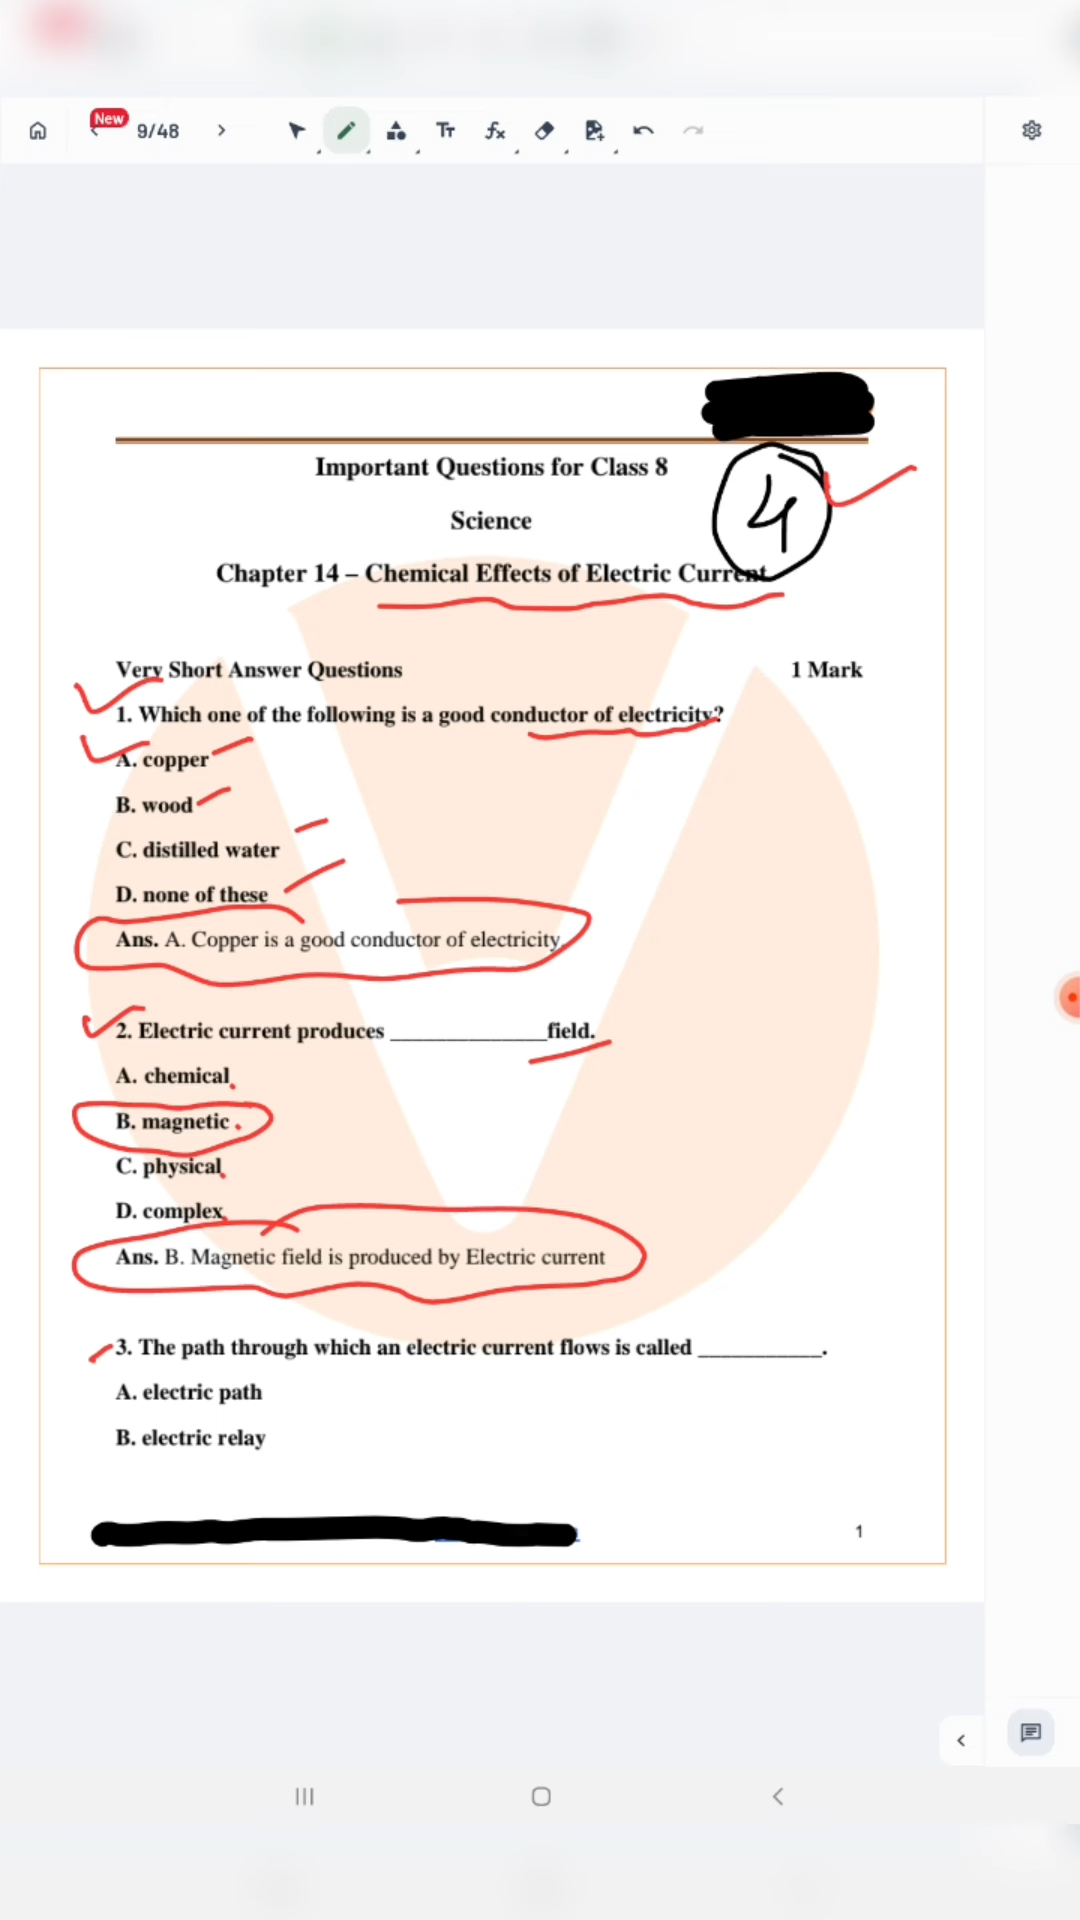 New
9/48
Tт
fx
Important Questions for Class 8
4
Science
Chapter 14 – Chemical Effects of Electric Current
Very Short Answer Questions 1 Mark
1. Which one of the following is a good conductor of electricity?
A. copper
B. wood
C. distilled water
D. none of these
Ans. A. Copper is a good conductor of electricity
2. Electric current produces ____________field.
A. chemical
B. magnetic
C. physical
D. complex
Ans. B. Magnetic field is produced by Electric current
3. The path through which an electric current flows is called __________.
A. electric path
B. electric relay
1